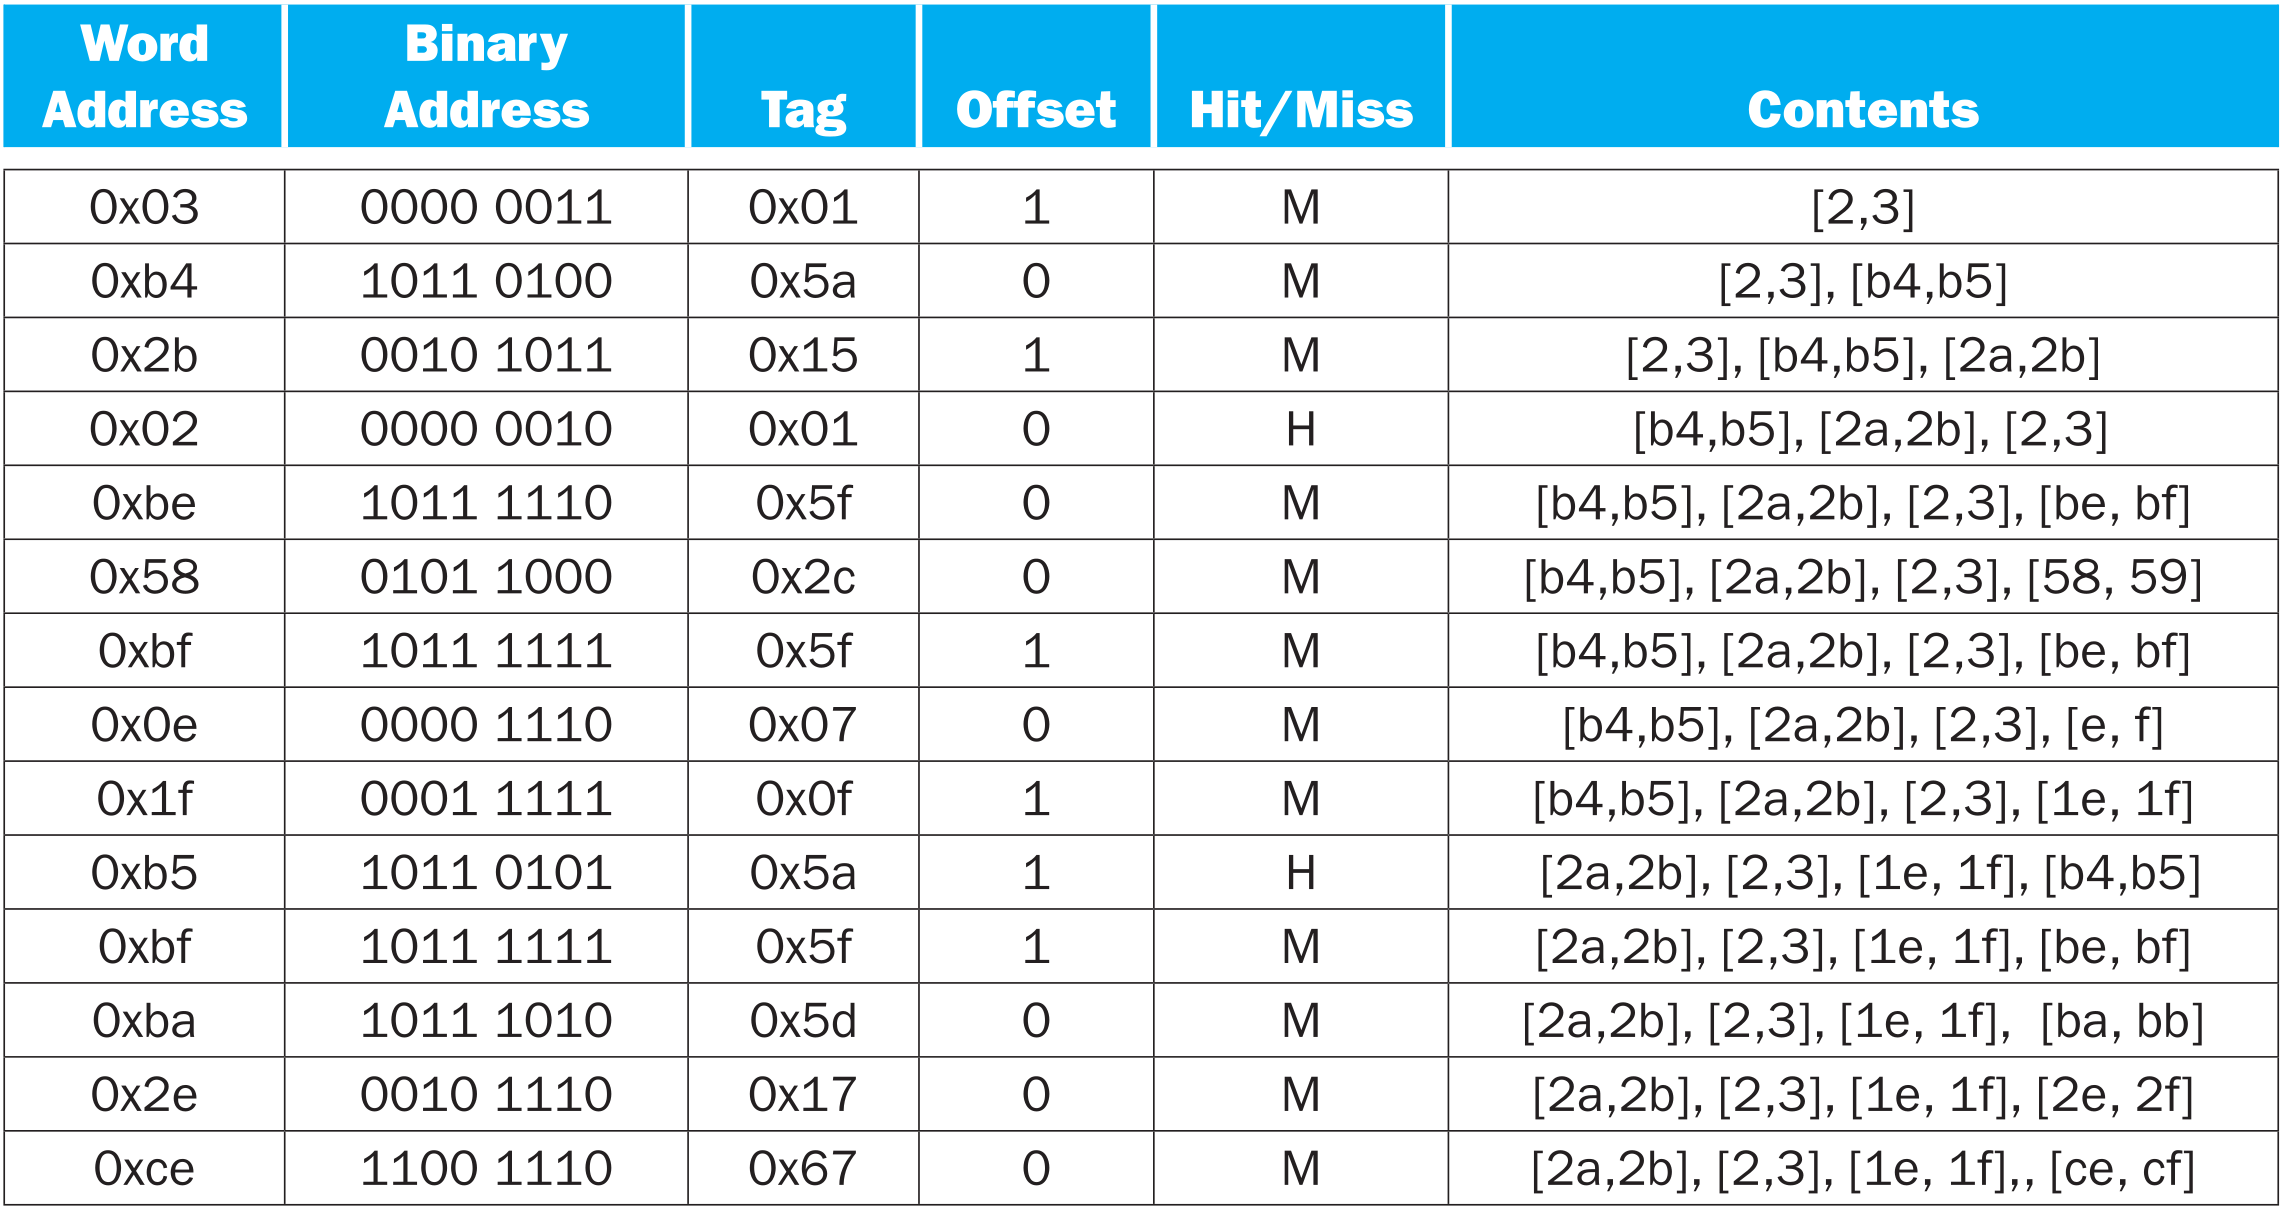 Word Address Binary Address Tag Offset Hit/Miss Contents
0x03 0000 0011 0x01 1 M [2,3]
0xb4 1011 0100 0x5a 0 M [2,3], [b4,b5]
0x2b 0010 1011 0x15 1 M [2,3], [b4,b5], [2a,2b]
0x02 0000 0010 0x01 0 H [b4,b5], [2a,2b], [2,3]
0xbe 1011 1110 0x5f 0 M [b4,b5], [2a,2b], [2,3], [be, bf]
0x58 0101 1000 0x2c 0 M [b4,b5], [2a,2b], [2,3], [58, 59]
0xbf 1011 1111 0x5f 1 M [b4,b5], [2a,2b], [2,3], [be, bf]
0x0e 0000 1110 0x07 0 M [b4,b5], [2a,2b], [2,3], [e, f]
0x1f 0001 1111 0x0f 1 M [b4,b5], [2a,2b], [2,3], [1e, 1f]
0xb5 1011 0101 0x5a 1 H [2a,2b], [2,3], [1e, 1f], [b4,b5]
0xbf 1011 1111 0x5f 1 M [2a,2b], [2,3], [1e, 1f], [be, bf]
0xba 1011 1010 0x5d 0 M [2a,2b], [2,3], [1e, 1f], [ba, bb]
0x2e 0010 1110 0x17 0 M [2a,2b], [2,3], [1e, 1f], [2e, 2f]
0xce 1100 1110 0x67 0 M [2a,2b], [2,3], [1e, 1f],, [ce, cf]